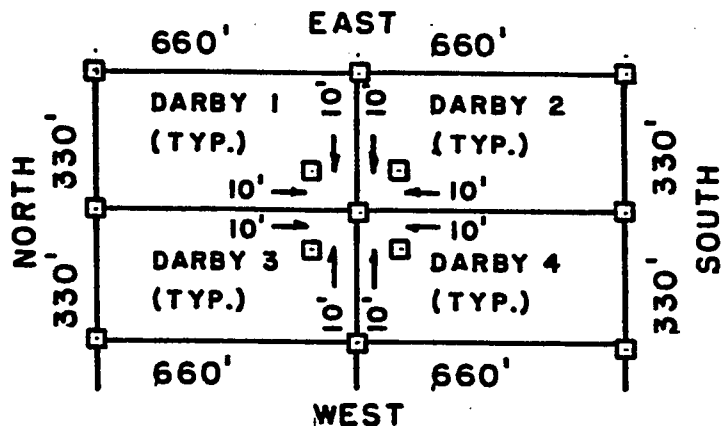 EAST
660' 660'
DARBY 1 10' 10' DARBY 2
(TYP.) (TYP.)
330' NORTH 330' SOUTH
10' 10'
10' 10'
DARBY 3 DARBY 4
(TYP.) 10' 10' (TYP.)
330' 330'
660' 660'
WEST